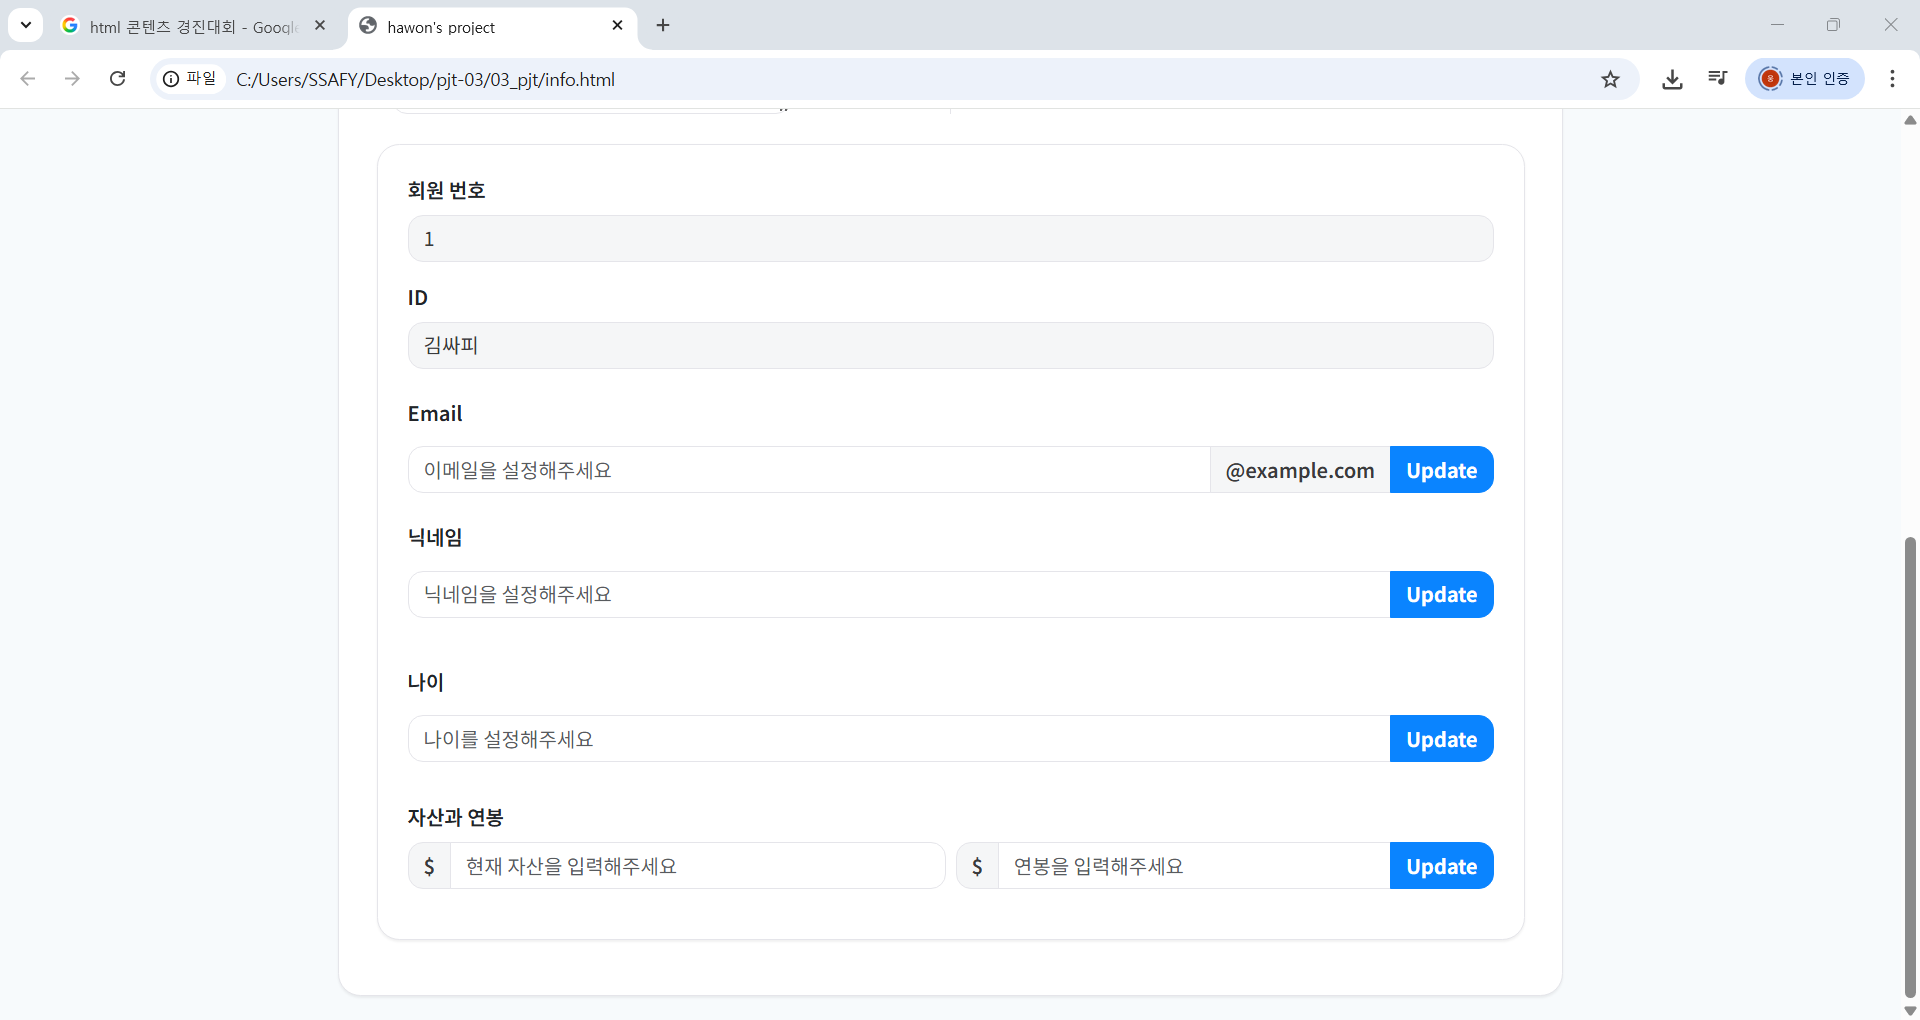 html 콘텐츠 경진대회 - Googl
hawon's project
파일 C:/Users/SSAFY/Desktop/pjt-03/03_pjt/info.html
본인 인증
회원 번호
1
ID
김싸피
Email
이메일을 설정해주세요 @example.com Update
닉네임
닉네임을 설정해주세요 Update
나이
나이를 설정해주세요 Update
자산과 연봉
$ 현재 자산을 입력해주세요 $ 연봉을 입력해주세요 Update